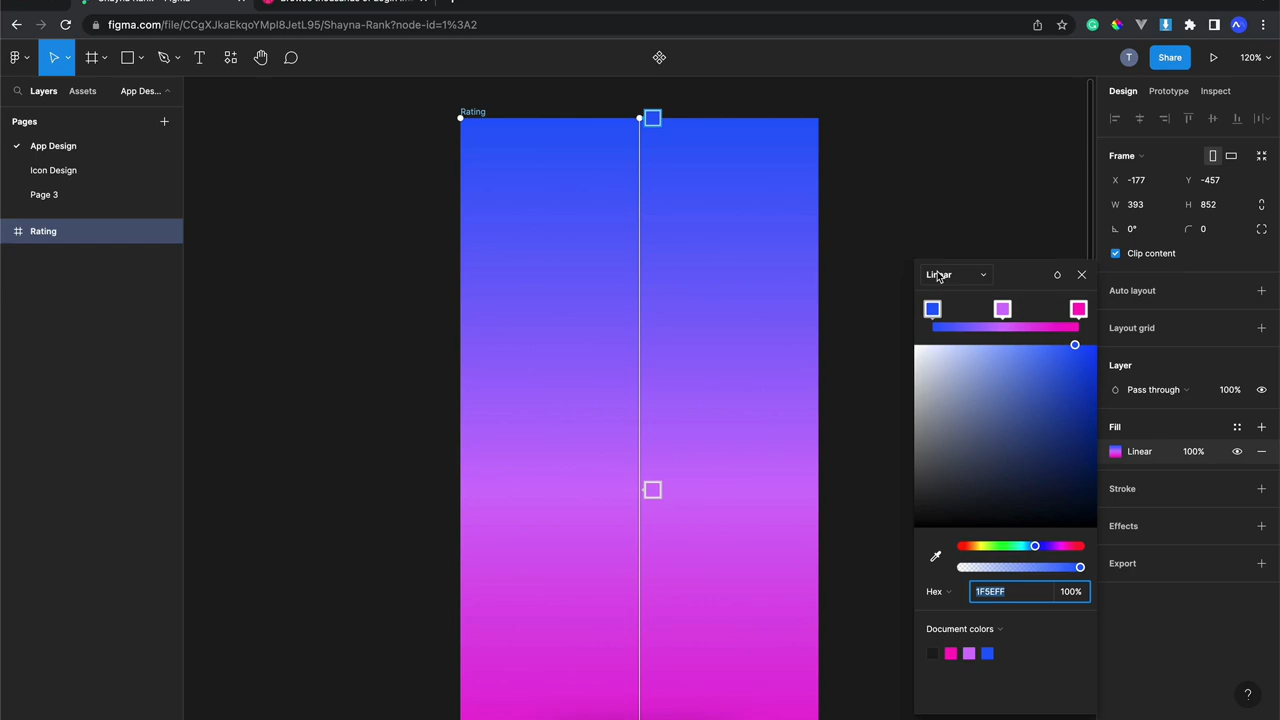 Shayna-Rank – Figma
figma.com/file/CCgXJkaEkqoYMpl8JetL95/Shayna-Rank?node-id=1%3A2
T
Share
120%
Layers
Assets
App Des...
Pages
App Design
Icon Design
Page 3
Rating
Rating
Design
Prototype
Inspect
Frame
X
-177
Y
-457
W
393
H
852
0°
0
Clip content
Auto layout
Layout grid
Layer
Pass through
100%
Fill
Linear
100%
Stroke
Effects
Export
Linear
Hex
1F5EFF
100%
Document colors
?